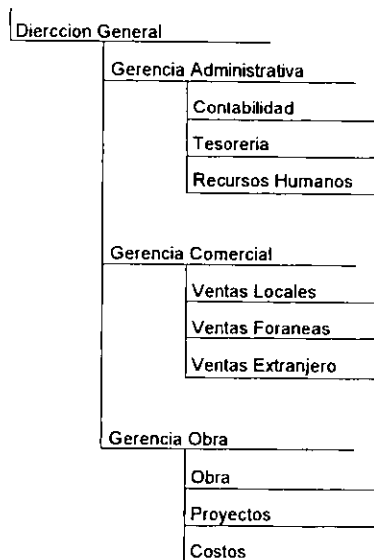 Dierccion General
Gerencia Administrativa
Contabilidad
Tesoreria
Recursos Humanos
Gerencia Comercial
Ventas Locales
Ventas Foraneas
Ventas Extranjero
Gerencia Obra
Obra
Proyectos
Costos